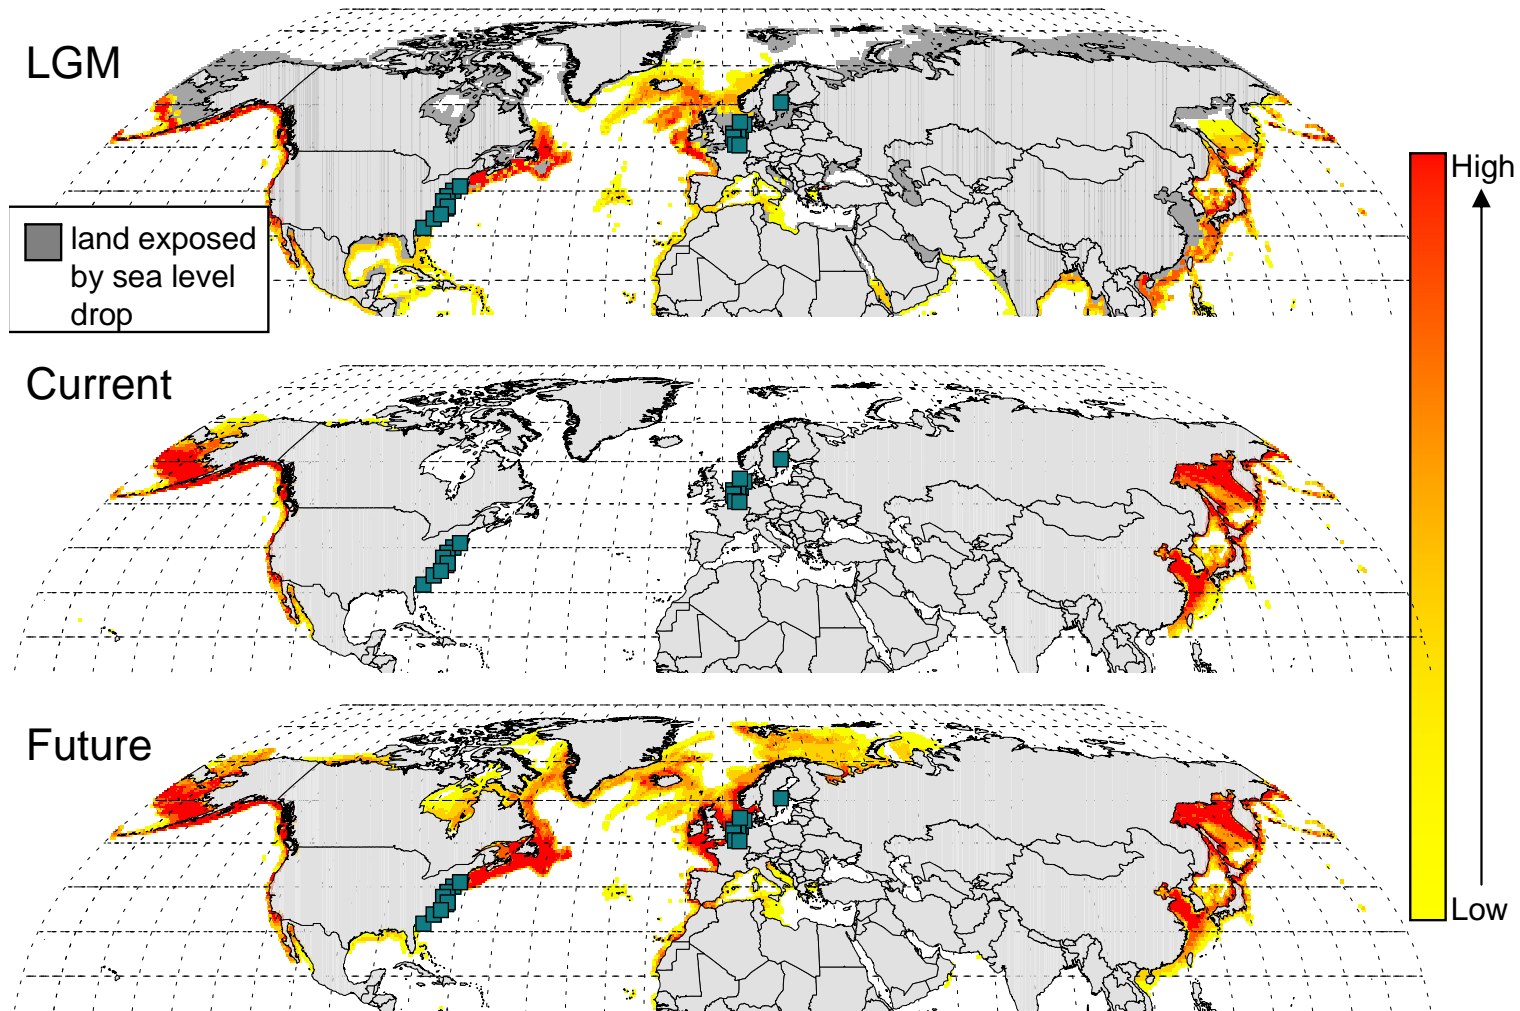 LGM
land exposed
by sea level
drop
High
Current
Low
Future